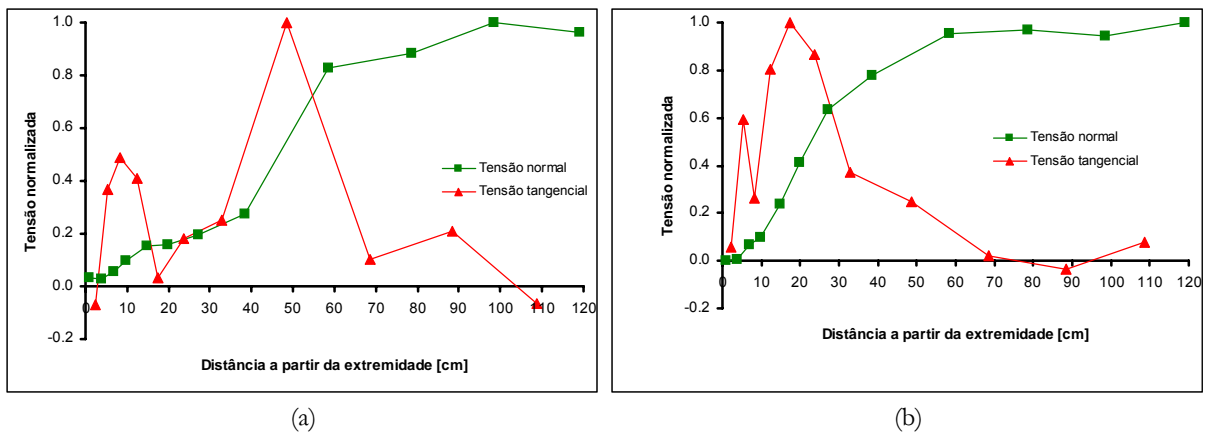 Tensão normalizada
1.0
0.8
0.6
0.4
0.2
0.0
-0.2
0 10 20 30 40 50 60 70 80 90 100 110 120
Distância a partir da extremidade [cm]
Tensão normal
Tensão tangencial
(a)
Tensão normalizada
1.0
0.8
0.6
0.4
0.2
0.0
-0.2
0 10 20 30 40 50 60 70 80 90 100 110 120
Distância a partir da extremidade [cm]
Tensão normal
Tensão tangencial
(b)